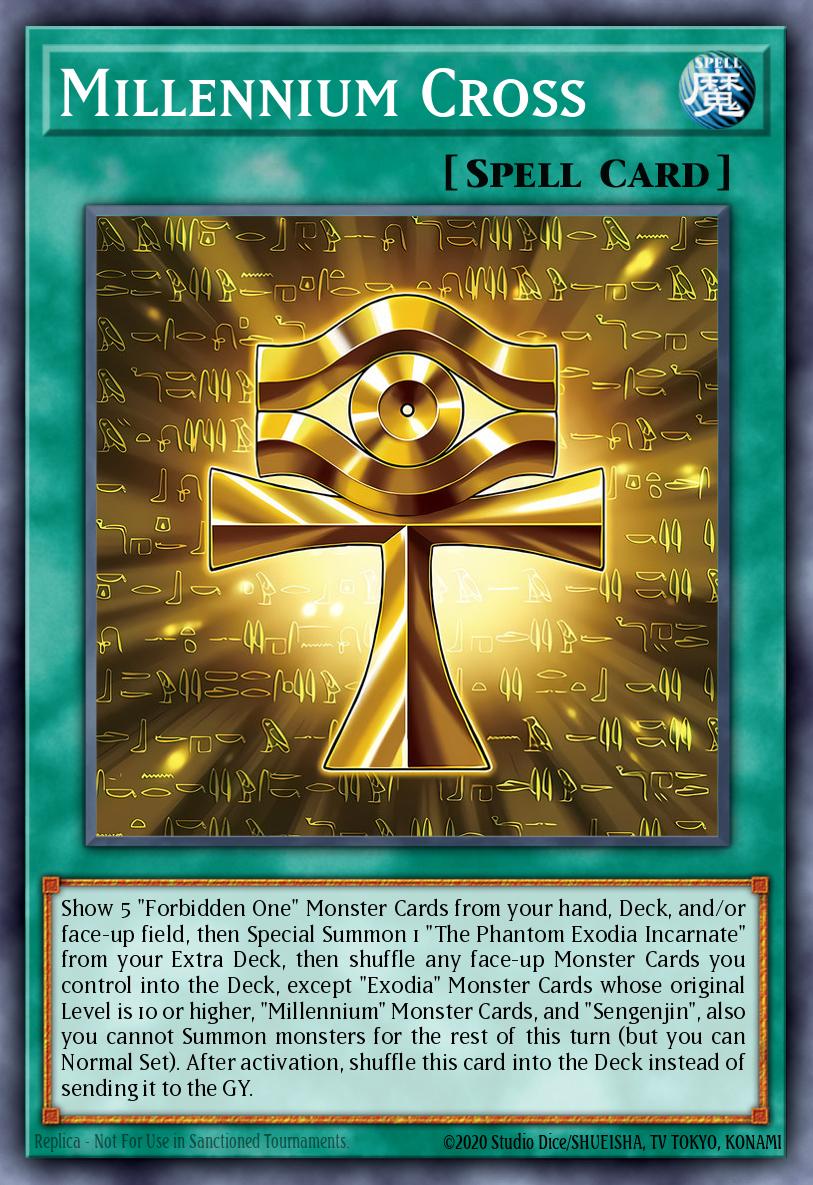 Millennium Cross
SPELL
魔
[Spell Card]
Show 5 "Forbidden One" Monster Cards from your hand, Deck, and/or
face-up field, then Special Summon 1 "The Phantom Exodia Incarnate"
from your Extra Deck, then shuffle any face-up Monster Cards you
control into the Deck, except "Exodia" Monster Cards whose original
Level is 10 or higher, "Millennium" Monster Cards, and "Sengenjin", also
you cannot Summon monsters for the rest of this turn (but you can
Normal Set). After activation, shuffle this card into the Deck instead of
sending it to the GY.
Replica - Not For Use in Sanctioned Tournaments.
©2020 Studio Dice/SHUEISHA, TV TOKYO, KONAMI